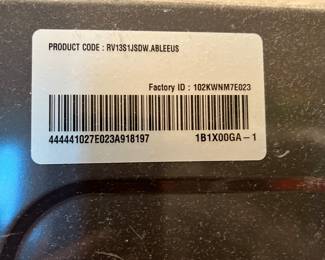 PRODUCT CODE : RV13S1JSDW.ABLEEUS
Factory ID : 102KWNM7E023
444441027E023A918197
1B1X00GA-1